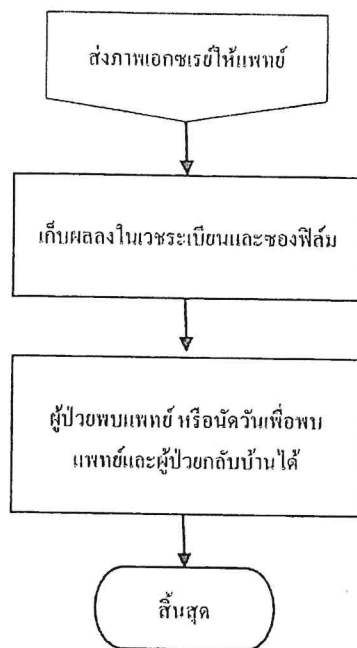 ส่งภาพเอกซเรย์ให้แพทย์
เก็บผลลงในเวชระเบียนและซองฟิล์ม
ผู้ป่วยพบแพทย์ หรือนัดวันเพื่อพบ
แพทย์และผู้ป่วยกลับบ้านได้
สิ้นสุด